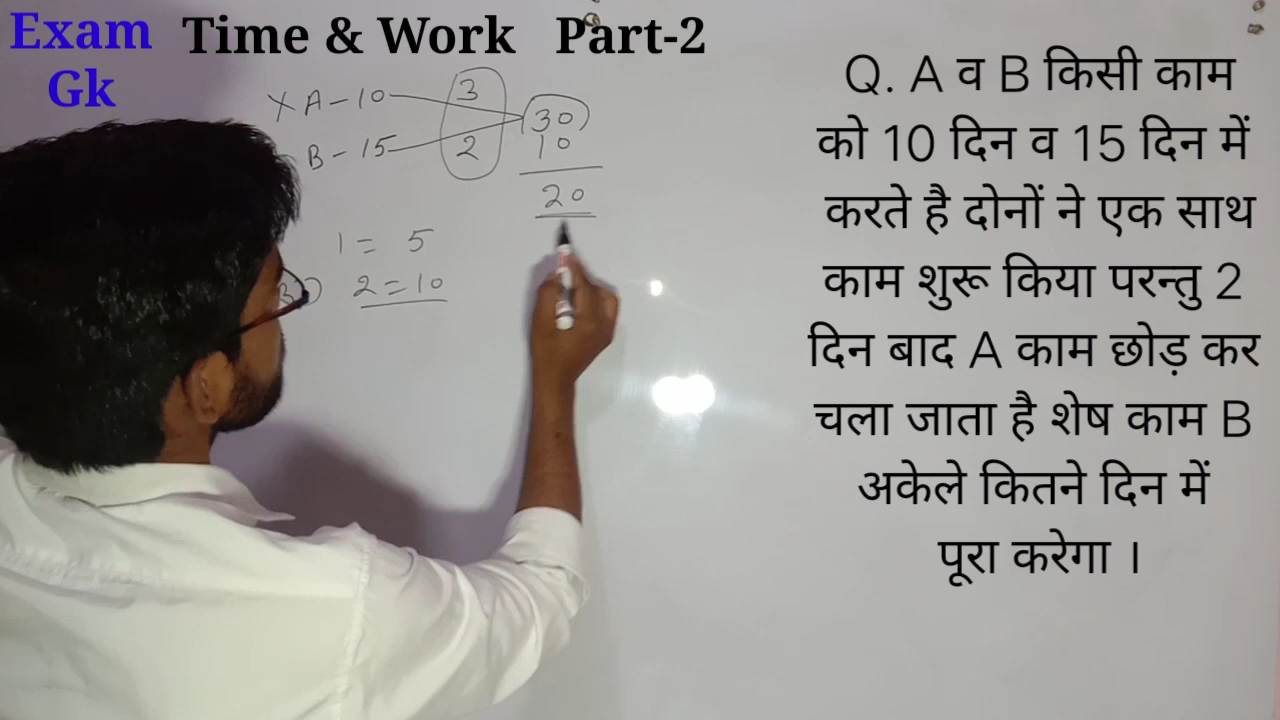 Exam Gk
Time & Work Part-2
× A - 10
3
30
B - 15
2
10
20
1 = 5
2 = 10
Q. A व B किसी काम
को 10 दिन व 15 दिन में
करते है दोनों ने एक साथ
काम शुरू किया परन्तु 2
दिन बाद A काम छोड़ कर
चला जाता है शेष काम B
अकेले कितने दिन में
पूरा करेगा ।